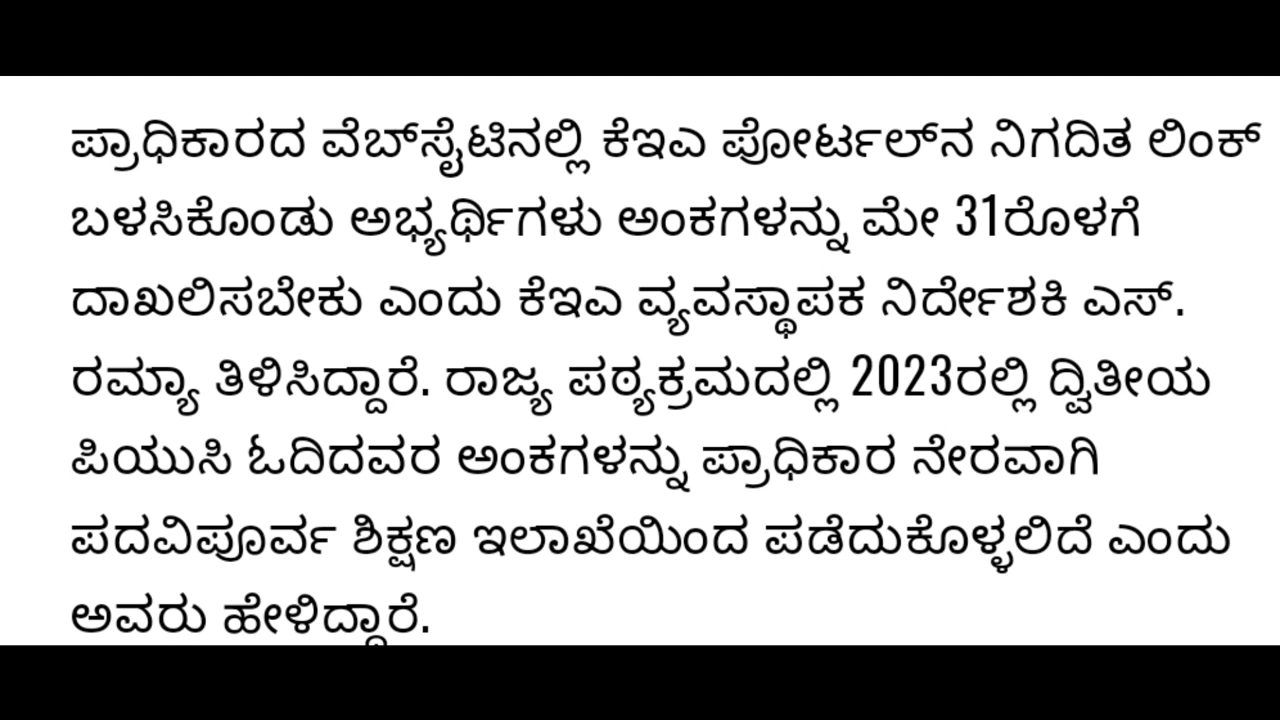 ಪ್ರಾಧಿಕಾರದ ವೆಬ್‌ಸೈಟಿನಲ್ಲಿ ಕೆಇಎ ಪೋರ್ಟಲ್‌ನ ನಿಗದಿತ ಲಿಂಕ್
ಬಳಸಿಕೊಂಡು ಅಭ್ಯರ್ಥಿಗಳು ಅಂಕಗಳನ್ನು ಮೇ 31ರೊಳಗೆ
ದಾಖಲಿಸಬೇಕು ಎಂದು ಕೆಇಎ ವ್ಯವಸ್ಥಾಪಕ ನಿರ್ದೇಶಕಿ ಎಸ್.
ರಮ್ಯಾ ತಿಳಿಸಿದ್ದಾರೆ. ರಾಜ್ಯ ಪಠ್ಯಕ್ರಮದಲ್ಲಿ 2023ರಲ್ಲಿ ದ್ವಿತೀಯ
ಪಿಯುಸಿ ಓದಿದವರ ಅಂಕಗಳನ್ನು ಪ್ರಾಧಿಕಾರ ನೇರವಾಗಿ
ಪದವಿಪೂರ್ವ ಶಿಕ್ಷಣ ಇಲಾಖೆಯಿಂದ ಪಡೆದುಕೊಳ್ಳಲಿದೆ ಎಂದು
ಅವರು ಹೇಳಿದ್ದಾರೆ.